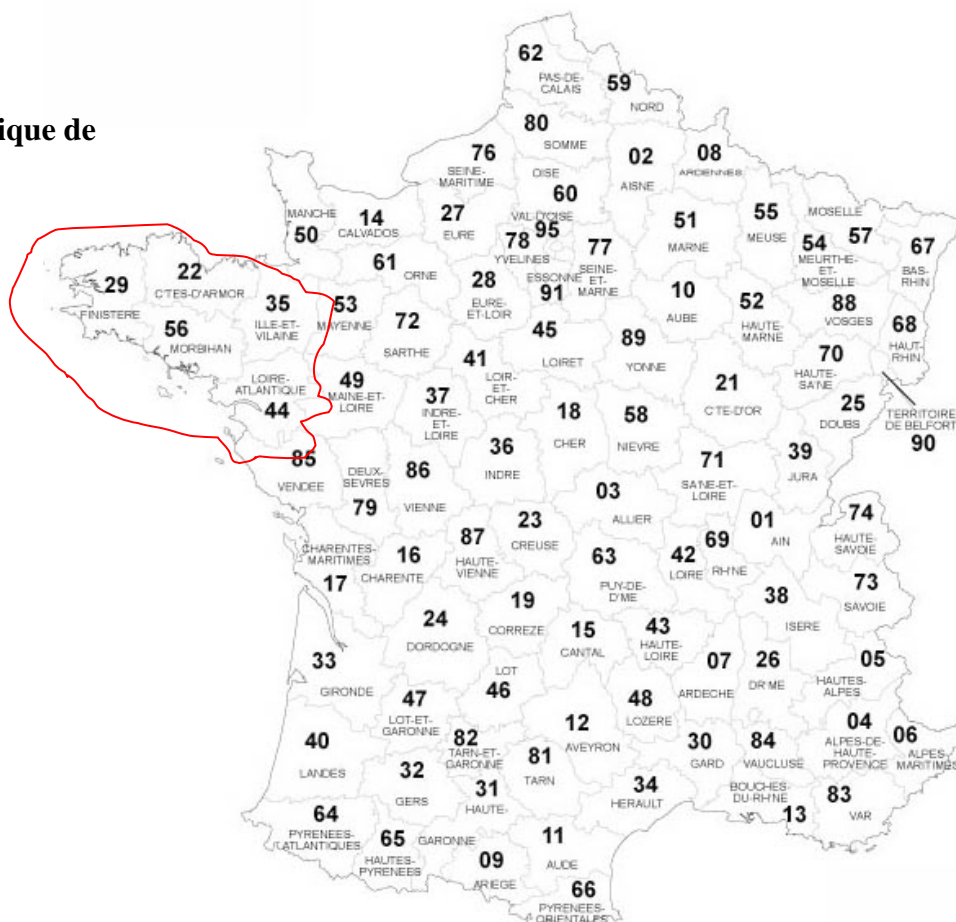 62
PAS-DE-
CALAIS
59
NORD
ique de
80
SOMME
76
SEINE-
MARITIME
02
AISNE
08
ARDENNES
OISE
60
MANCHE
50
14
CALVADOS
27
EURE
VAL-D'OISE
95
78
YVELINES
ESSONNE
91
77
SEINE-
ET-
MARNE
51
MARNE
55
MEUSE
MOSELLE
57
54
MEURTHE-
ET-
MOSELLE
67
BAS-
RHIN
29
FINISTERE
22
C'TES-D'ARMOR
35
ILLE-ET-
VILAINE
56
MORBIHAN
53
MAYENNE
61
ORNE
72
SARTHE
28
EURE-
ET-LOIR
45
LOIRET
10
AUBE
52
HAUTE-
MARNE
88
VOSGES
68
HAUT-
RHIN
89
YONNE
70
HAUTE-
SA'NE
LOIRE-
ATLANTIQUE
44
49
MAINE-ET-
LOIRE
37
INDRE-
ET-
LOIRE
41
LOIR-
ET-
CHER
18
CHER
58
NIEVRE
21
C'TE-D'OR
25
DOUBS
TERRITOIRE
DE BELFORT
90
85
VENDEE
DEUX-
SEVRES
79
86
VIENNE
36
INDRE
71
SA'NE-ET-
LOIRE
39
JURA
03
ALLIER
CHARENTES-
MARITIMES
17
16
CHARENTE
87
HAUTE-
VIENNE
23
CREUSE
63
PUY-DE-
D'ME
42
LOIRE
69
RH'NE
01
AIN
74
HAUTE-
SAVOIE
73
SAVOIE
38
ISERE
24
DORDOGNE
19
CORREZE
15
CANTAL
43
HAUTE-
LOIRE
33
GIRONDE
LOT
46
07
ARDECHE
26
DR'ME
05
HAUTES-
ALPES
47
LOT-ET-
GARONNE
12
AVEYRON
48
LOZERE
40
LANDES
82
TARN-ET-
GARONNE
81
TARN
30
GARD
84
VAUCLUSE
04
ALPES-DE-
HAUTE-
PROVENCE
06
ALPES-
MARITIMES
32
GERS
31
HAUTE-
GARONNE
34
HERAULT
BOUCHES-
DU-RH'NE
13
83
VAR
64
PYRENEES-
ATLANTIQUES
65
HAUTES-
PYRENEES
09
ARIEGE
11
AUDE
66
PYRENEES-
ORIENTALES